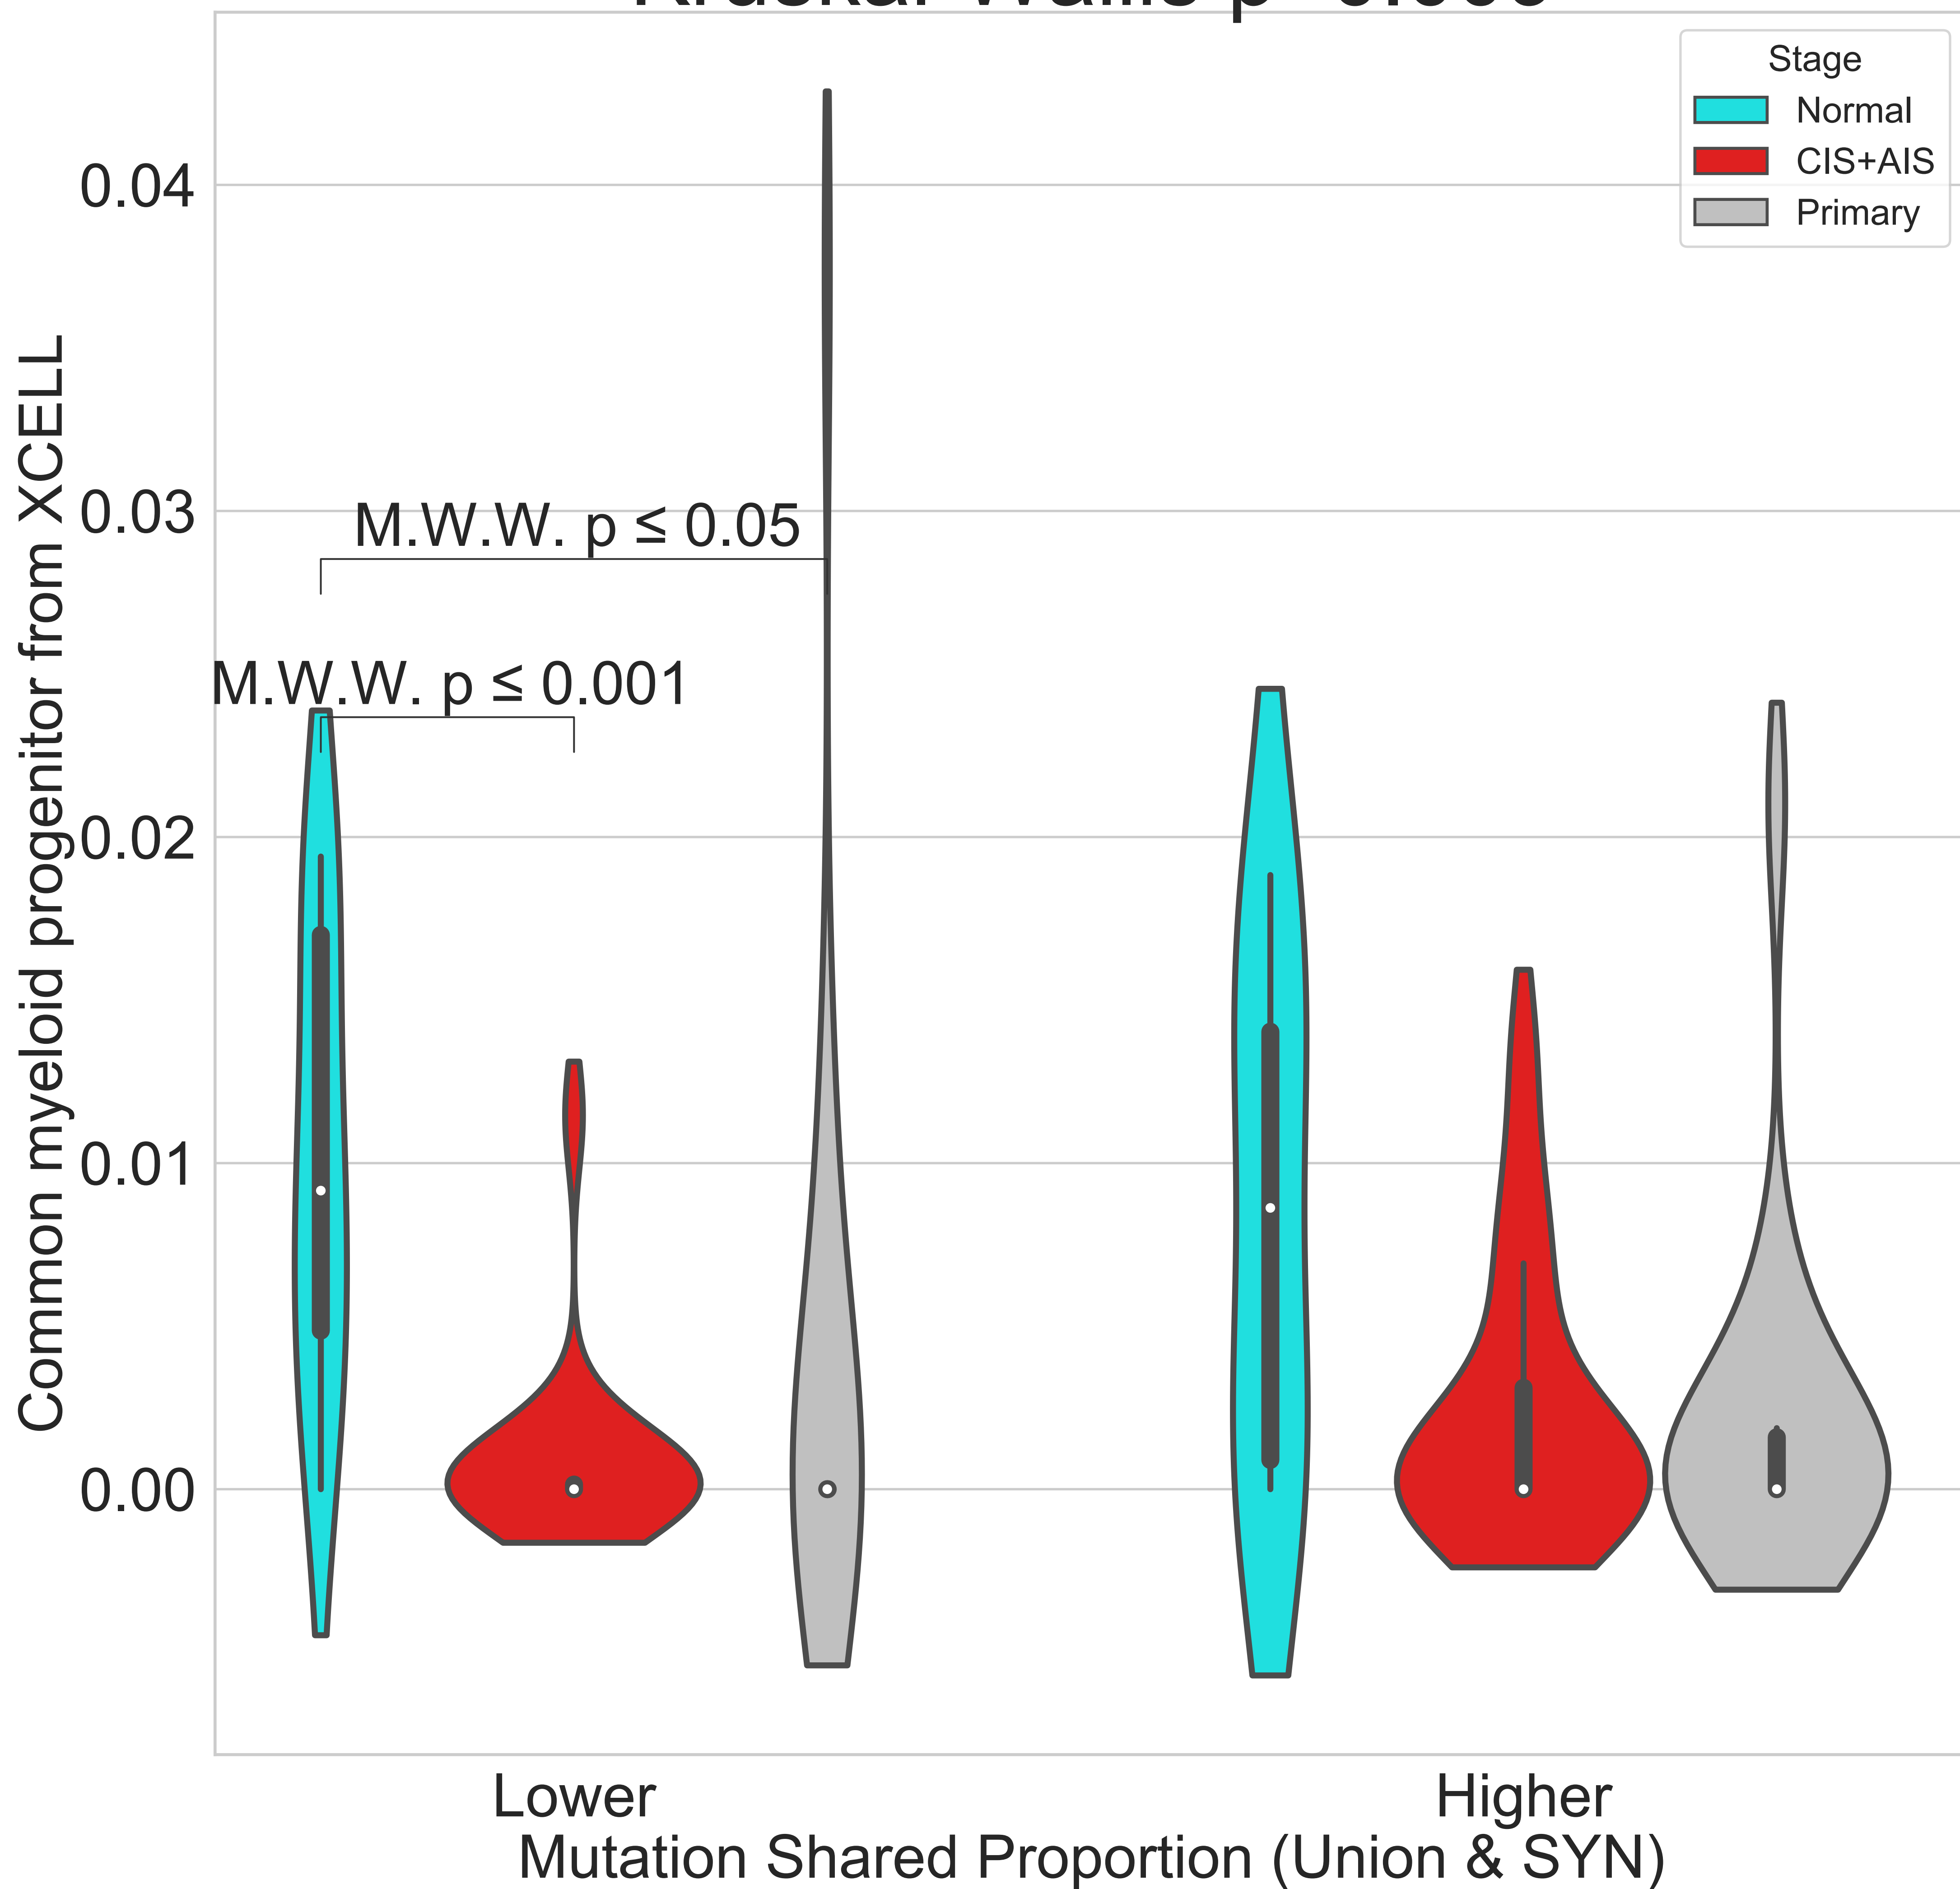 Stage
Normal
CIS+AIS
Primary
0.04
0.03
0.02
0.01
0.00
Common myeloid progenitor from XCELL
M.W.W. p ≤ 0.05
M.W.W. p ≤ 0.001
Lower
Higher
Mutation Shared Proportion (Union & SYN)